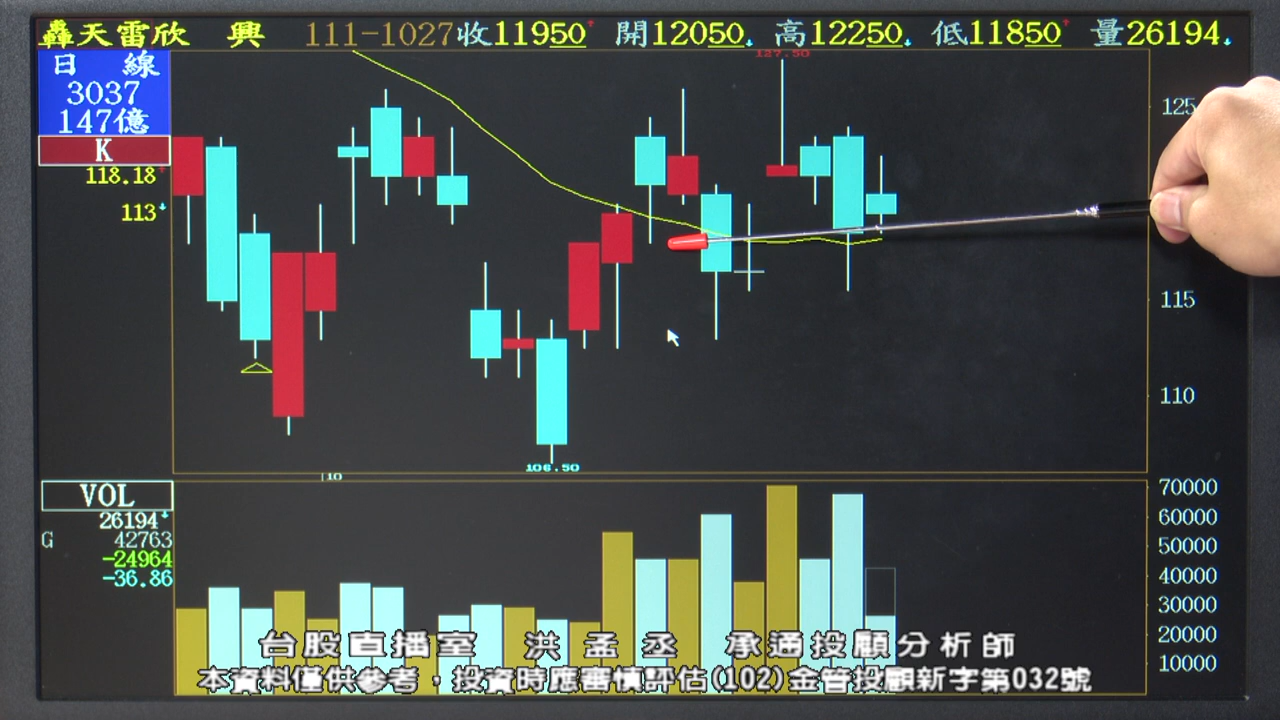 轟天雷欣 興 111-1027收11950↑ 開12050↓ 高12250↓ 低11850↑ 量26194↓
日 線
3037
147億
K
118.18↑
113↓
127.50
125
115
110
106.50
10
VOL
26194↓
G 42763
-24964
-36.86
70000
60000
50000
40000
30000
20000
10000
台股直播室 洪孟丞 承通投顧分析師
本資料僅供參考，投資時應審慎評估(102)金管投顧新字第032號